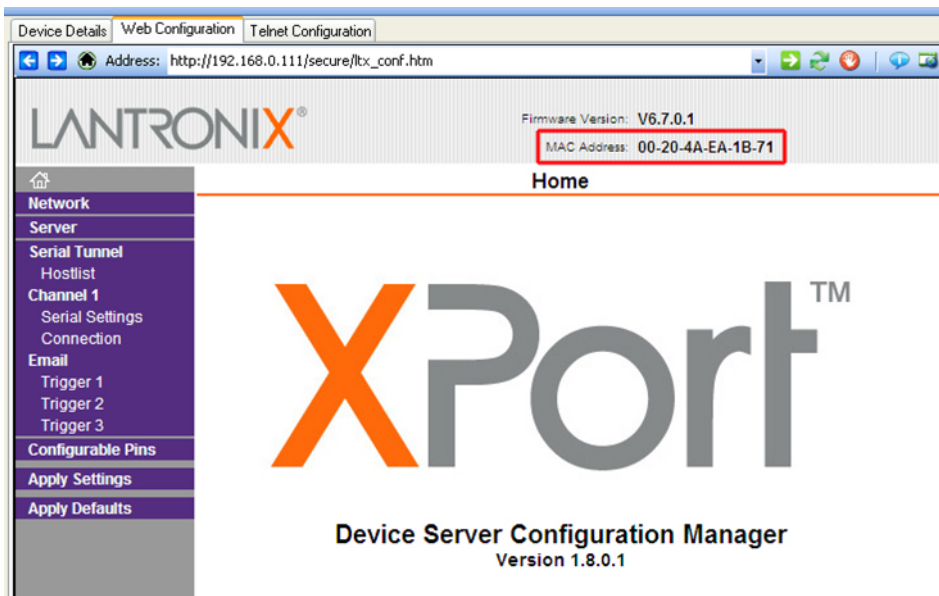 Device Details Web Configuration Telnet Configuration
Address: http://192.168.0.111/secure/ltx_conf.htm
LANTRONIX®
Firmware Version: V6.7.0.1
MAC Address: 00-20-4A-EA-1B-71
Home
Network
Server
Serial Tunnel
Hostlist
Channel 1
Serial Settings
Connection
Email
Trigger 1
Trigger 2
Trigger 3
Configurable Pins
Apply Settings
Apply Defaults
XPort™
Device Server Configuration Manager
Version 1.8.0.1